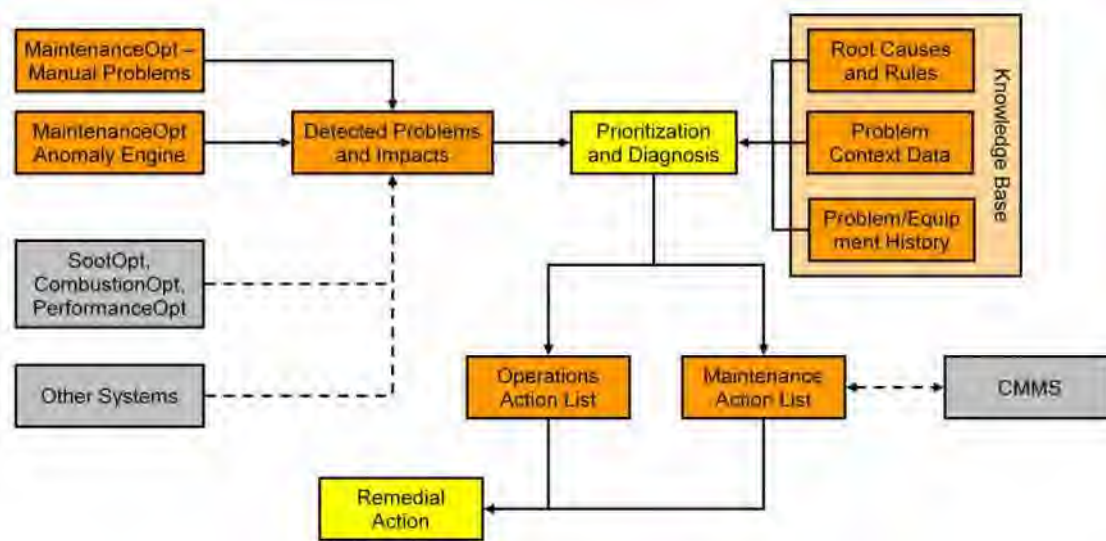 MaintenanceOpt –
Manual Problems
MaintenanceOpt
Anomaly Engine
Detected Problems
and Impacts
Prioritization
and Diagnosis
Root Causes
and Rules
Problem
Context Data
Problem/Equip
ment History
Knowledge Base
SootOpt,
CombustionOpt,
PerformanceOpt
Other Systems
Operations
Action List
Maintenance
Action List
CMMS
Remedial
Action